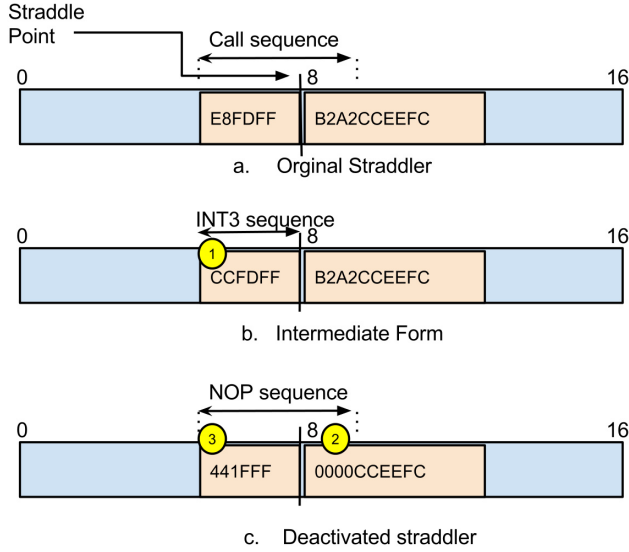 Straddle
Point
Call sequence
0 8 16
E8FDFF B2A2CCEEFC
a. Orginal Straddler
INT3 sequence
0 8 16
1
CCFDFF B2A2CCEEFC
b. Intermediate Form
NOP sequence
0 8 16
3 2
441FFF 0000CCEEFC
c. Deactivated straddler